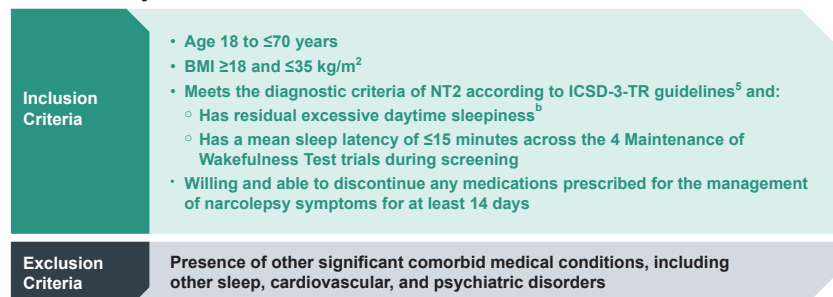 Inclusion
Criteria
• Age 18 to ≤70 years
• BMI ≥18 and ≤35 kg/m²
• Meets the diagnostic criteria of NT2 according to ICSD-3-TR guidelines⁵ and:
○ Has residual excessive daytime sleepinessᵇ
○ Has a mean sleep latency of ≤15 minutes across the 4 Maintenance of
Wakefulness Test trials during screening
• Willing and able to discontinue any medications prescribed for the management
of narcolepsy symptoms for at least 14 days
Exclusion
Criteria
Presence of other significant comorbid medical conditions, including
other sleep, cardiovascular, and psychiatric disorders